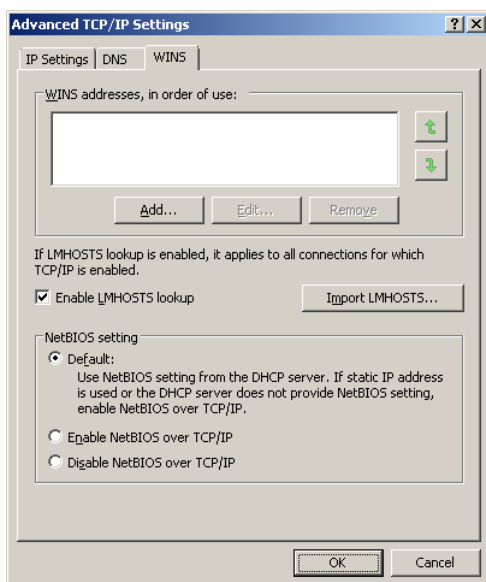 Advanced TCP/IP Settings
IP Settings DNS WINS
WINS addresses, in order of use:
Add... Edit... Remove
If LMHOSTS lookup is enabled, it applies to all connections for which
TCP/IP is enabled.
Enable LMHOSTS lookup Import LMHOSTS...
NetBIOS setting
Default:
Use NetBIOS setting from the DHCP server. If static IP address
is used or the DHCP server does not provide NetBIOS setting,
enable NetBIOS over TCP/IP.
Enable NetBIOS over TCP/IP
Disable NetBIOS over TCP/IP
OK Cancel